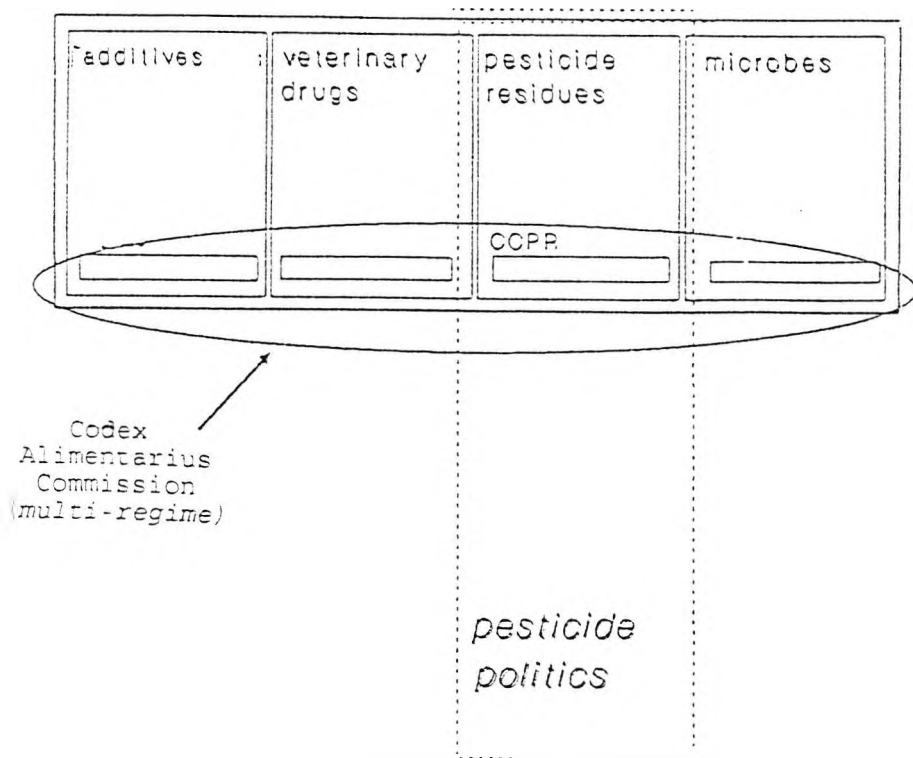 additives
veterinary
drugs
pesticide
residues
microbes
CCPR
Codex
Alimentarius
Commission
(multi-regime)
pesticide
politics